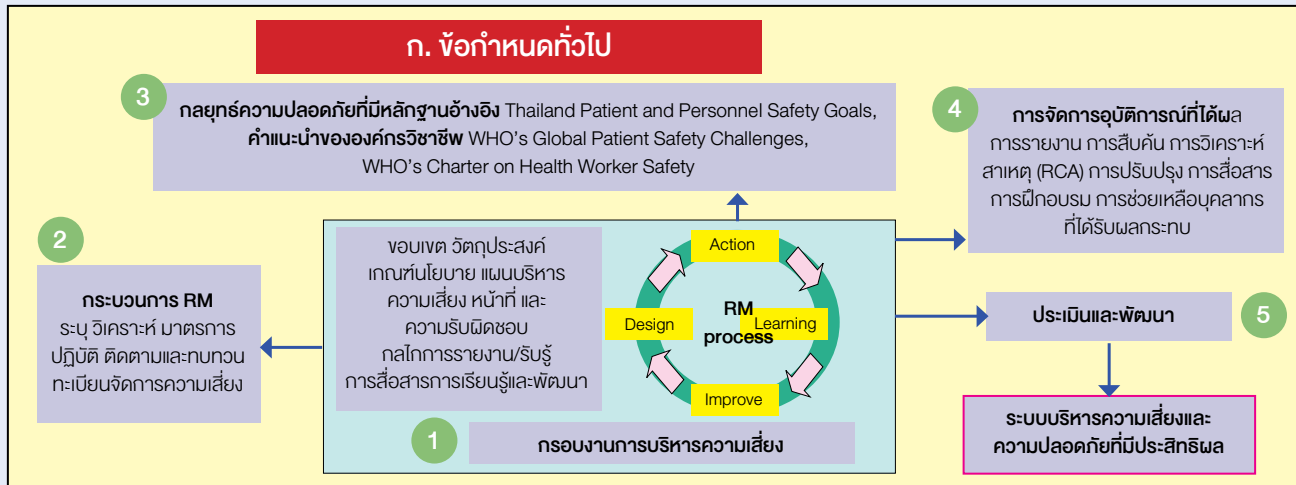 ก. ข้อกำหนดทั่วไป
3
กลยุทธ์ความปลอดภัยที่มีหลักฐานอ้างอิง Thailand Patient and Personnel Safety Goals,
คำแนะนำขององค์กรวิชาชีพ WHO's Global Patient Safety Challenges,
WHO's Charter on Health Worker Safety
4
การจัดการอุบัติการณ์ที่ได้ผล
การรายงาน การสืบค้น การวิเคราะห์
สาเหตุ (RCA) การปรับปรุง การสื่อสาร
การฝึกอบรม การช่วยเหลือบุคลากร
ที่ได้รับผลกระทบ
2
กระบวนการ RM
ระบุ วิเคราะห์ มาตรการ
ปฏิบัติ ติดตามและทบทวน
ทะเบียนจัดการความเสี่ยง
ขอบเขต วัตถุประสงค์
เกณฑ์นโยบาย แผนบริหาร
ความเสี่ยง หน้าที่ และ
ความรับผิดชอบ
กลไกการรายงาน/รับรู้
การสื่อสารการเรียนรู้และพัฒนา
Action
Design
RM
process
Learning
Improve
1
กรอบงานการบริหารความเสี่ยง
ประเมินและพัฒนา
5
ระบบบริหารความเสี่ยงและ
ความปลอดภัยที่มีประสิทธิผล